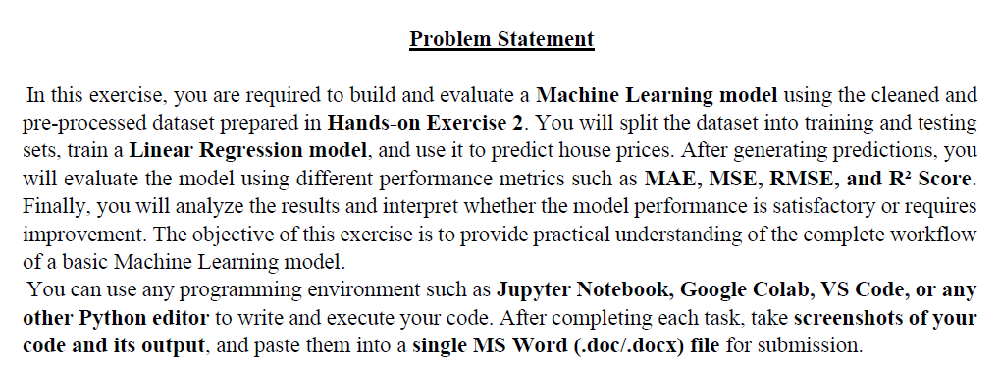 Problem Statement
In this exercise, you are required to build and evaluate a Machine Learning model using the cleaned and
pre-processed dataset prepared in Hands-on Exercise 2. You will split the dataset into training and testing
sets, train a Linear Regression model, and use it to predict house prices. After generating predictions, you
will evaluate the model using different performance metrics such as MAE, MSE, RMSE, and R² Score.
Finally, you will analyze the results and interpret whether the model performance is satisfactory or requires
improvement. The objective of this exercise is to provide practical understanding of the complete workflow
of a basic Machine Learning model.
You can use any programming environment such as Jupyter Notebook, Google Colab, VS Code, or any
other Python editor to write and execute your code. After completing each task, take screenshots of your
code and its output, and paste them into a single MS Word (.doc/.docx) file for submission.